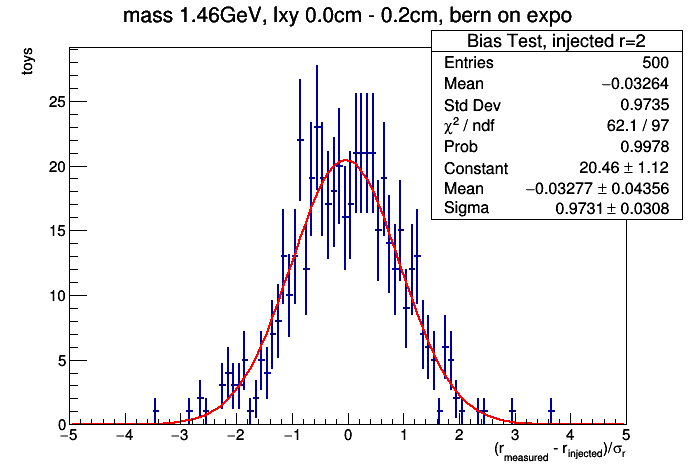 mass 1.46GeV, lxy 0.0cm - 0.2cm, bern on expo
toys
Bias Test, injected r=2
Entries 500
Mean −0.03264
Std Dev 0.9735
χ² / ndf 62.1 / 97
Prob 0.9978
Constant 20.46 ± 1.12
Mean −0.03277 ± 0.04356
Sigma 0.9731 ± 0.0308
25
20
15
10
5
0
−5 −4 −3 −2 −1 0 1 2 3 4 5
(r_measured - r_injected)/σ_r